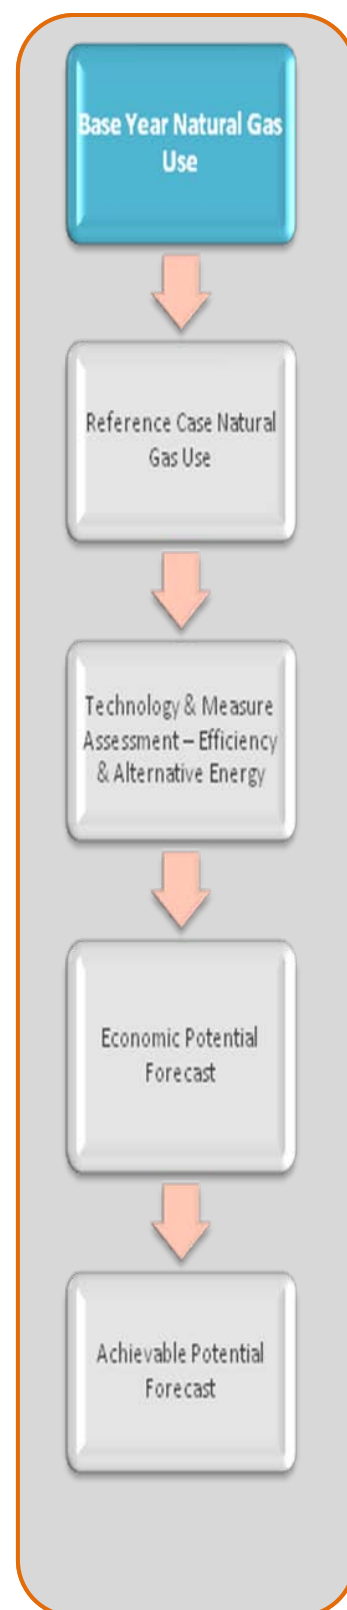 Base Year Natural Gas
Use
Reference Case Natural
Gas Use
Technology & Measure
Assessment – Efficiency
& Alternative Energy
Economic Potential
Forecast
Achievable Potential
Forecast